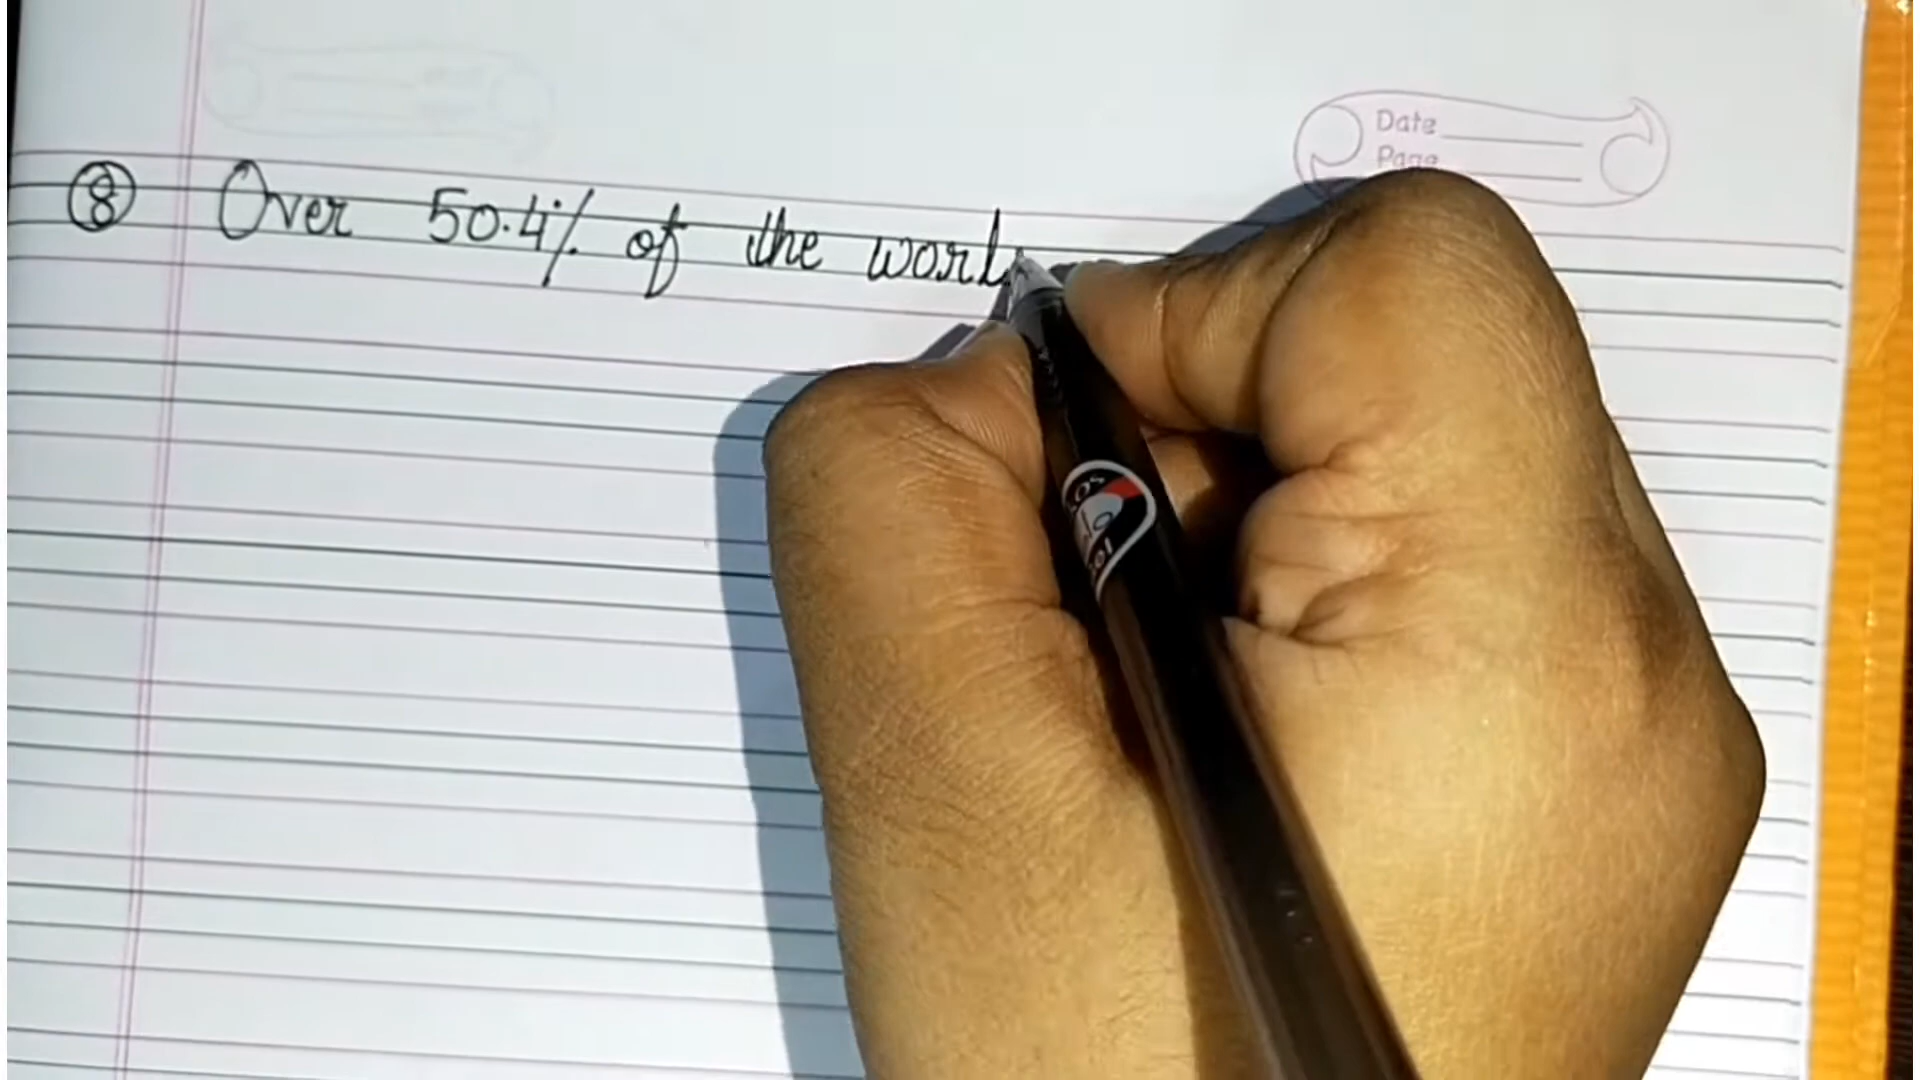 Date
Page
⑧ Over 50.4% of the worl